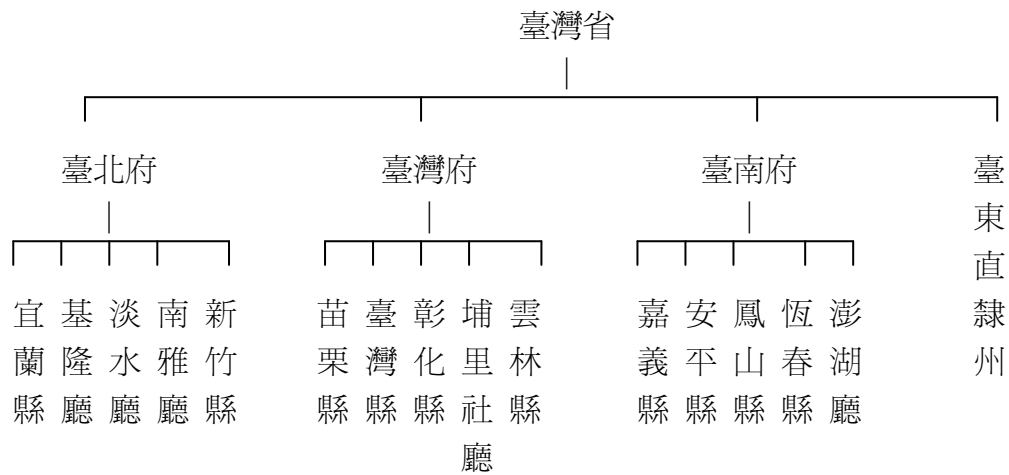 臺灣省
臺北府
臺灣府
臺南府
臺東直隸州
宜蘭縣
基隆廳
淡水廳
南雅廳
新竹縣
苗栗縣
臺灣縣
彰化縣
埔里社廳
雲林縣
嘉義縣
安平縣
鳳山縣
恆春縣
澎湖廳